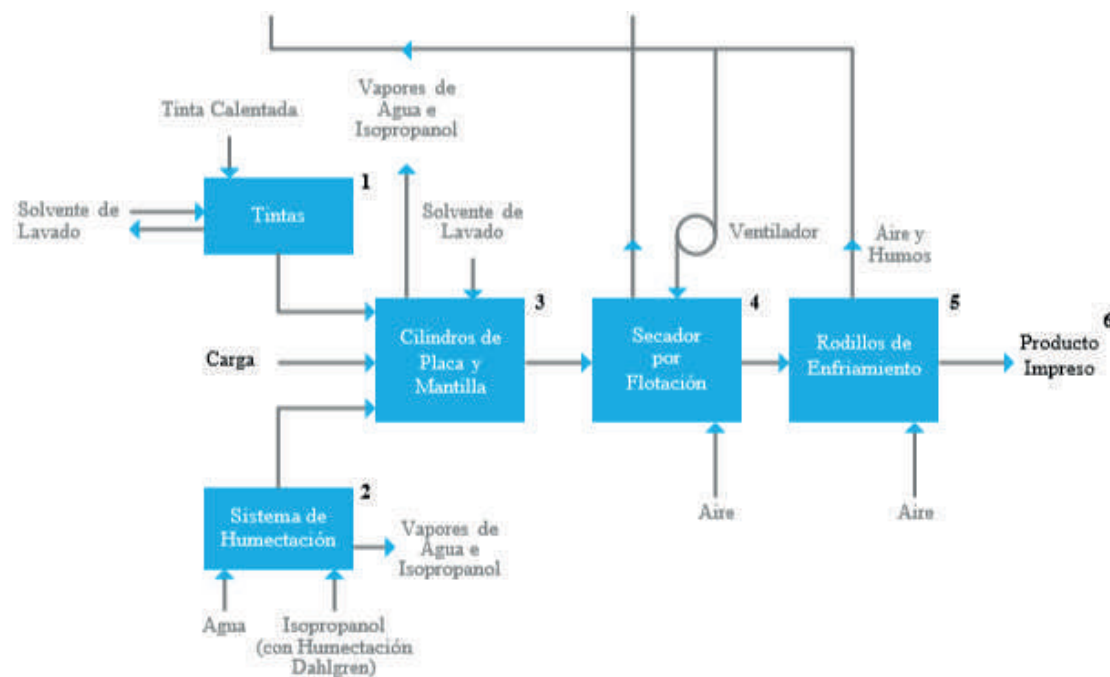 Vapores de
Agua e
Isopropanol
Tinta Calentada
1
Tintas
Solvente de
Lavado
Solvente de
Lavado
Ventilador
Aire y
Humos
3
Cilindros de
Placa y
Mantilla
Carga
4
Secador
por
Flotación
5
Rodillos de
Enfriamiento
6
Producto
Impreso
2
Sistema de
Humectación
Vapores de
Agua e
Isopropanol
Aire
Aire
Agua
Isopropanol
(con Humectación
Dahlgren)